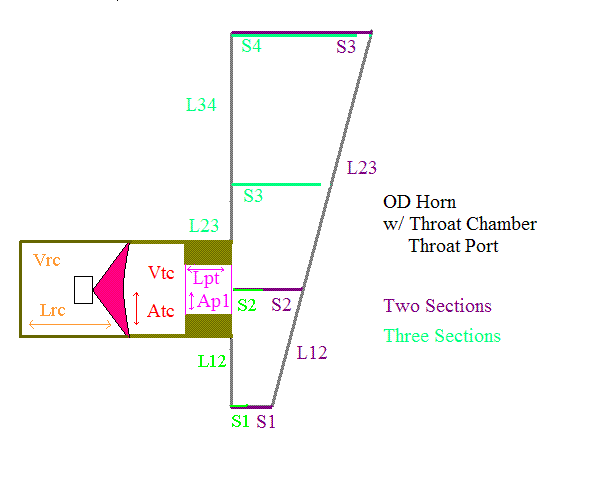 S4
S3
L34
L23
S3
OD Horn
w/ Throat Chamber
Throat Port
L23
Vrc
Vtc
Lpt
Lrc
Atc
Ap1
S2
S2
Two Sections
Three Sections
L12
L12
S1
S1